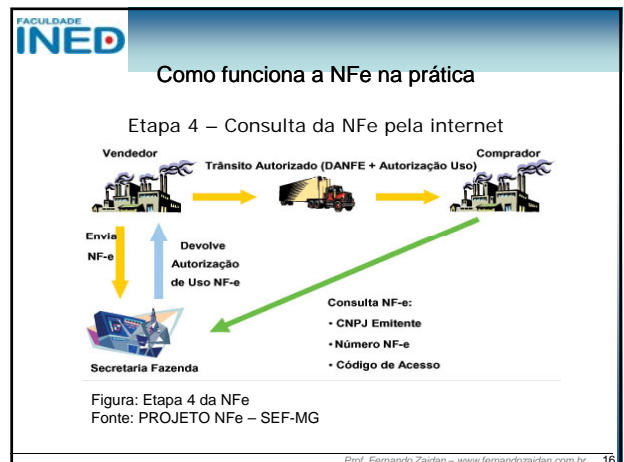 FACULDADE
INED
Como funciona a NFe na prática
Etapa 4 – Consulta da NFe pela internet
Vendedor
Trânsito Autorizado (DANFE + Autorização Uso)
Comprador
Envia
NF-e
Devolve
Autorização
de Uso NF-e
Consulta NF-e:
• CNPJ Emitente
• Número NF-e
• Código de Acesso
Secretaria Fazenda
Figura: Etapa 4 da NFe
Fonte: PROJETO NFe – SEF-MG
Prof. Fernando Zaidan – www.fernandozaidan.com.br 16